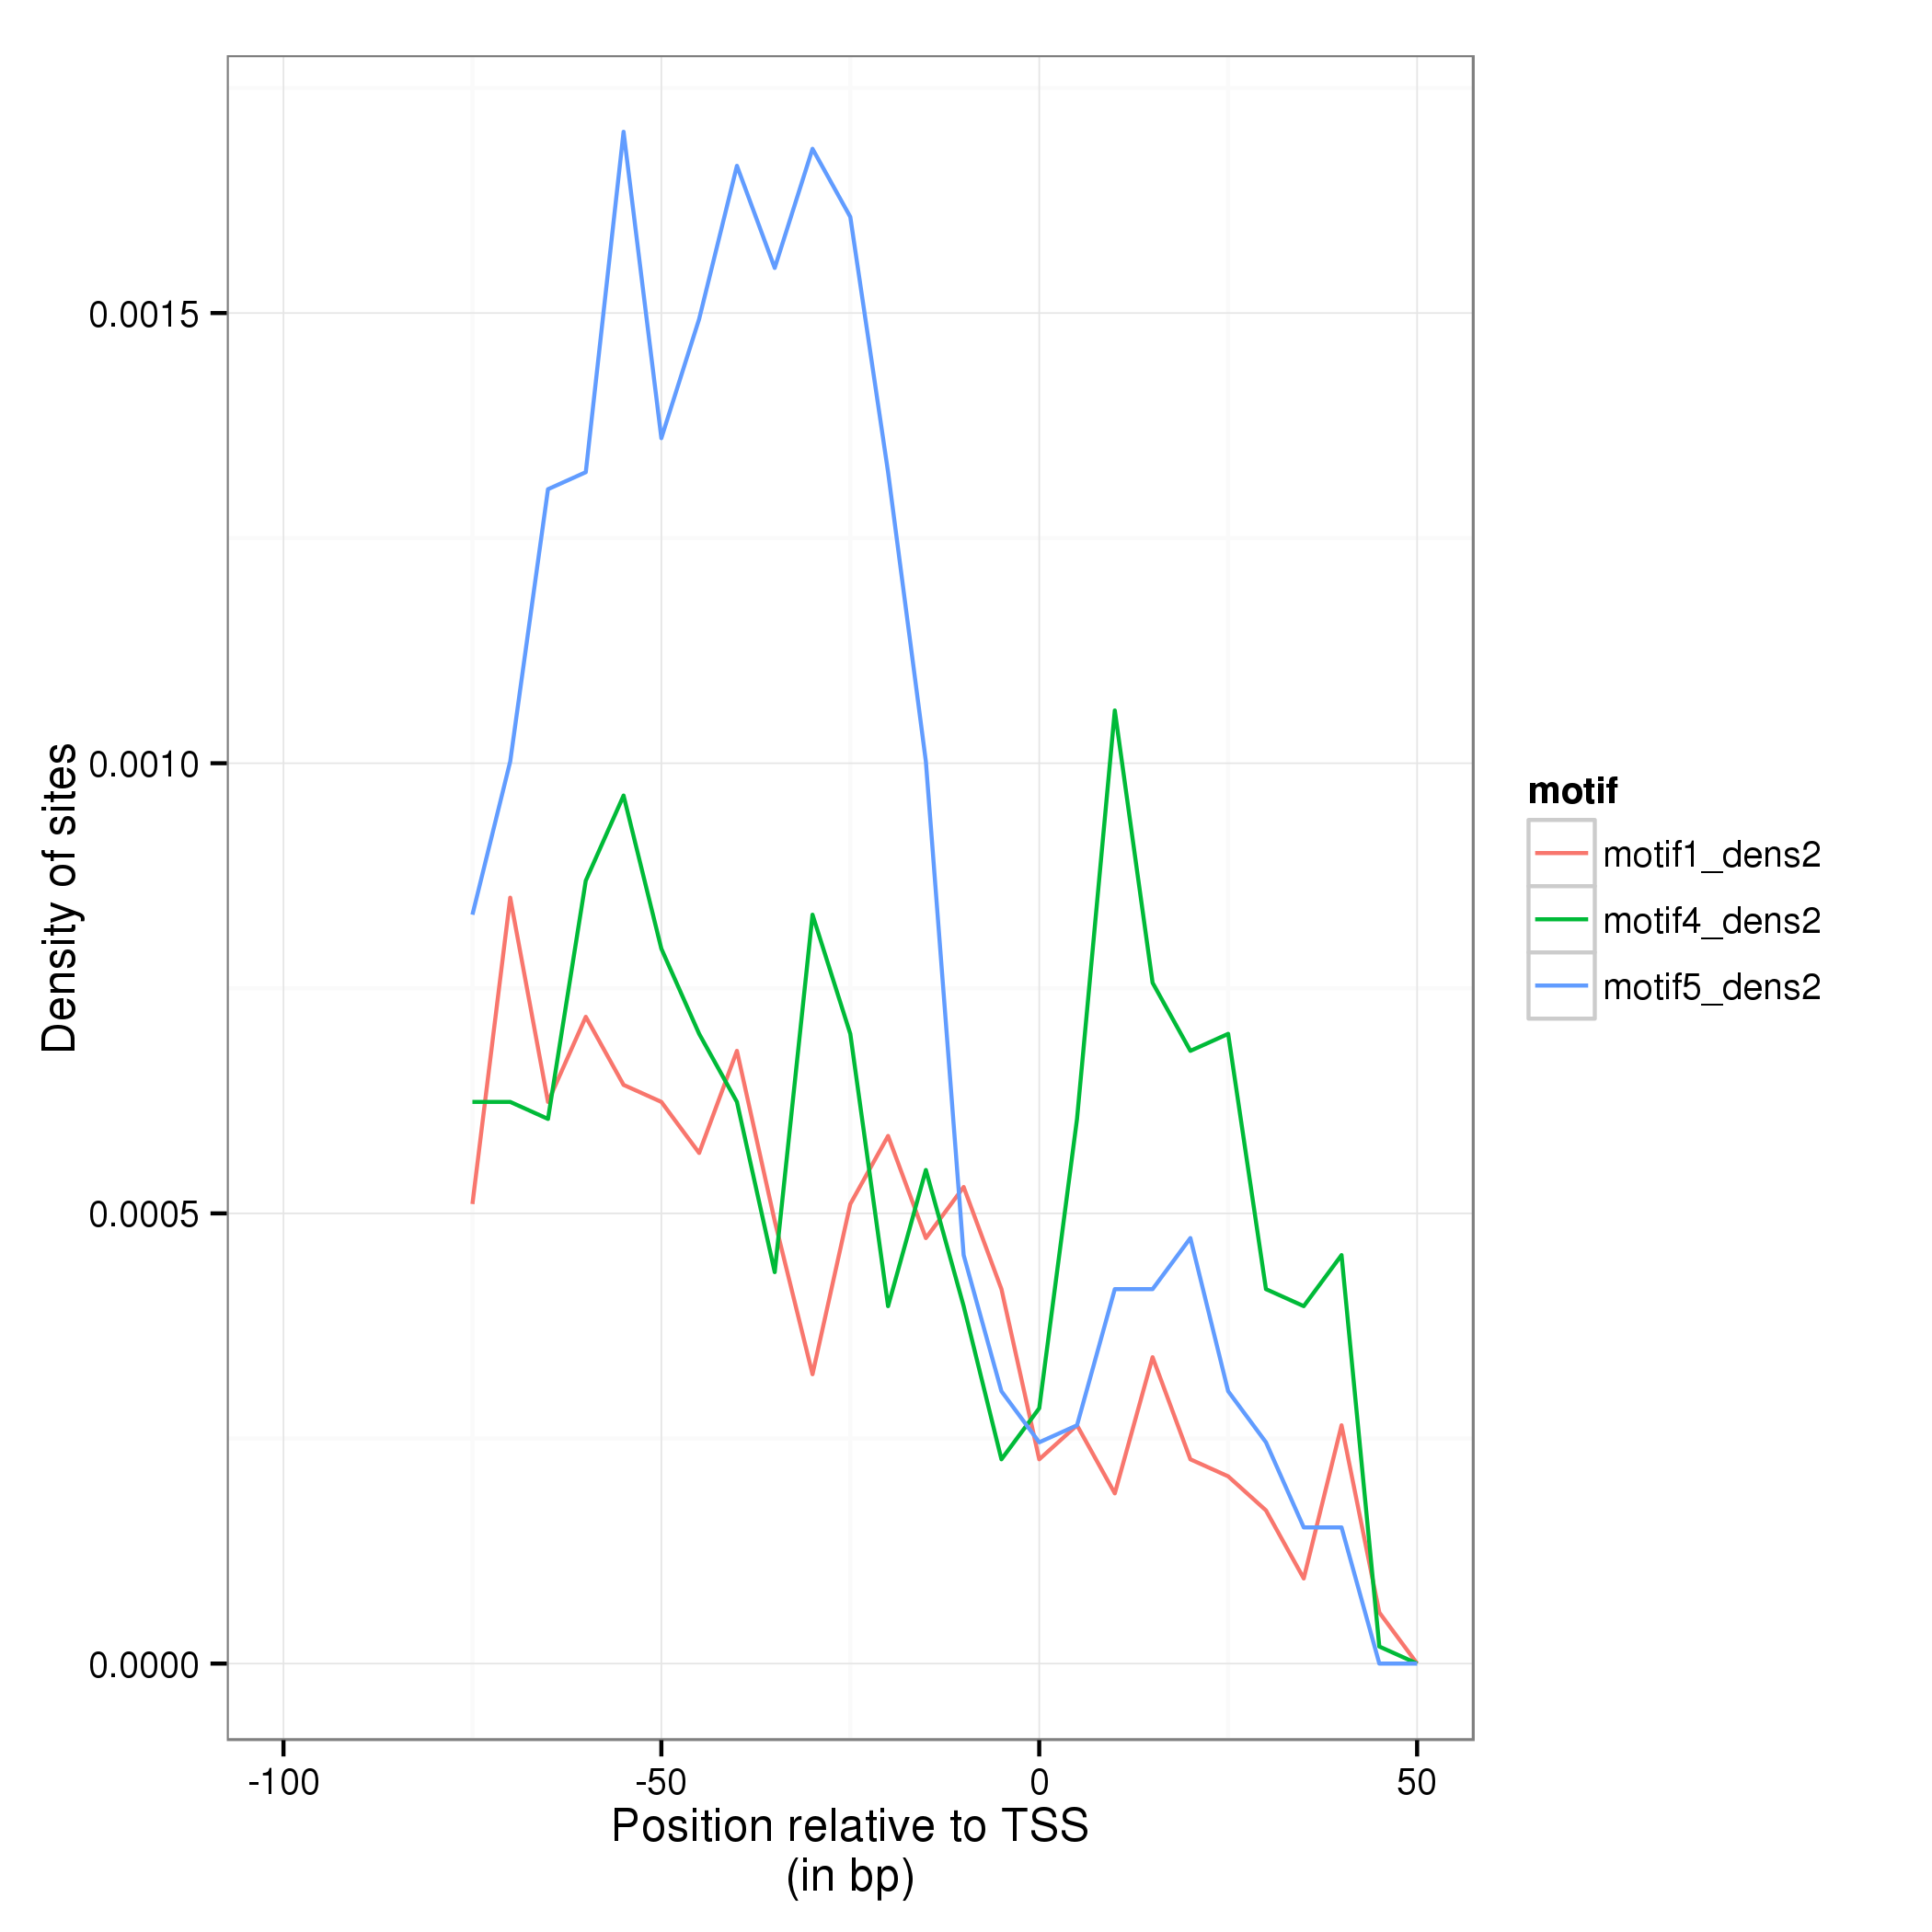 0.0015
0.0010
0.0005
0.0000
Density of sites
-100
-50
0
50
Position relative to TSS
(in bp)
motif
motif1_dens2
motif4_dens2
motif5_dens2